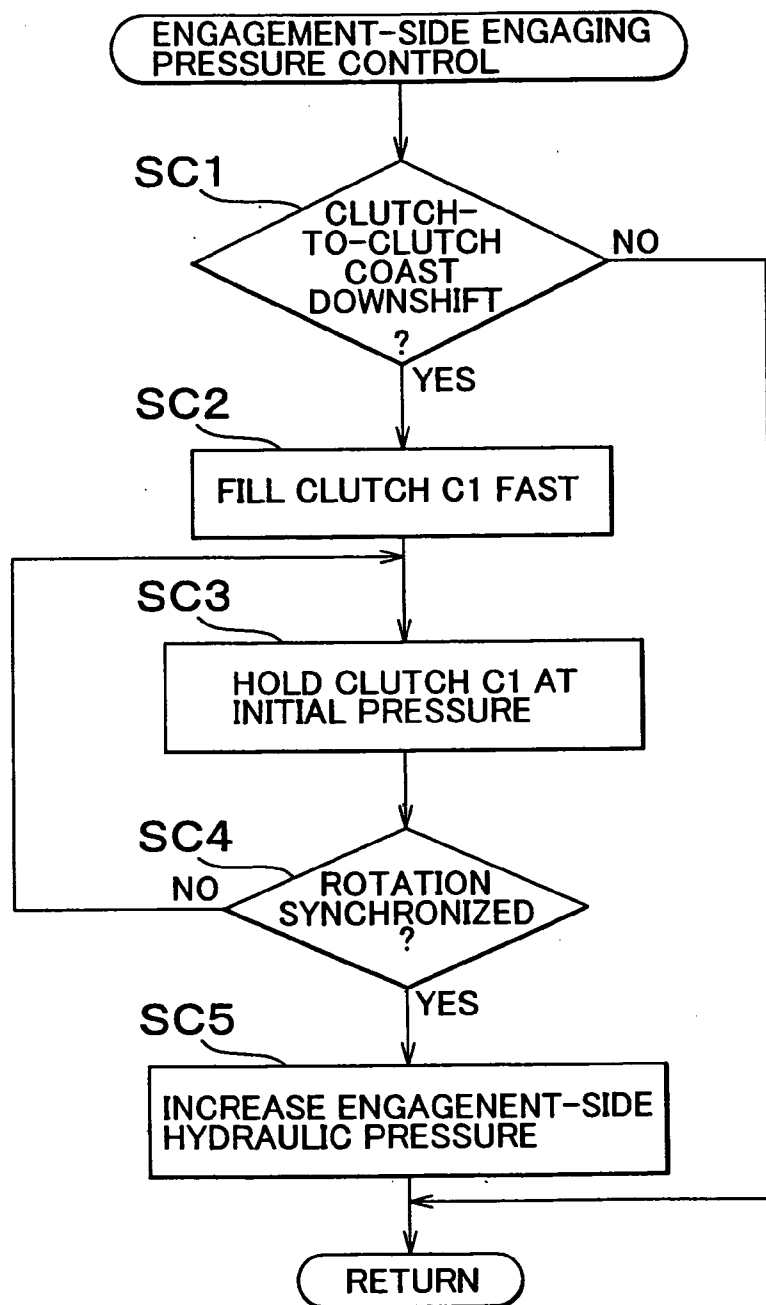 ENGAGEMENT-SIDE ENGAGING
PRESSURE CONTROL
SC1
CLUTCH-
TO-CLUTCH
COAST
DOWNSHIFT
?
NO
YES
SC2
FILL CLUTCH C1 FAST
SC3
HOLD CLUTCH C1 AT
INITIAL PRESSURE
SC4
NO
ROTATION
SYNCHRONIZED
?
YES
SC5
INCREASE ENGAGENENT-SIDE
HYDRAULIC PRESSURE
RETURN